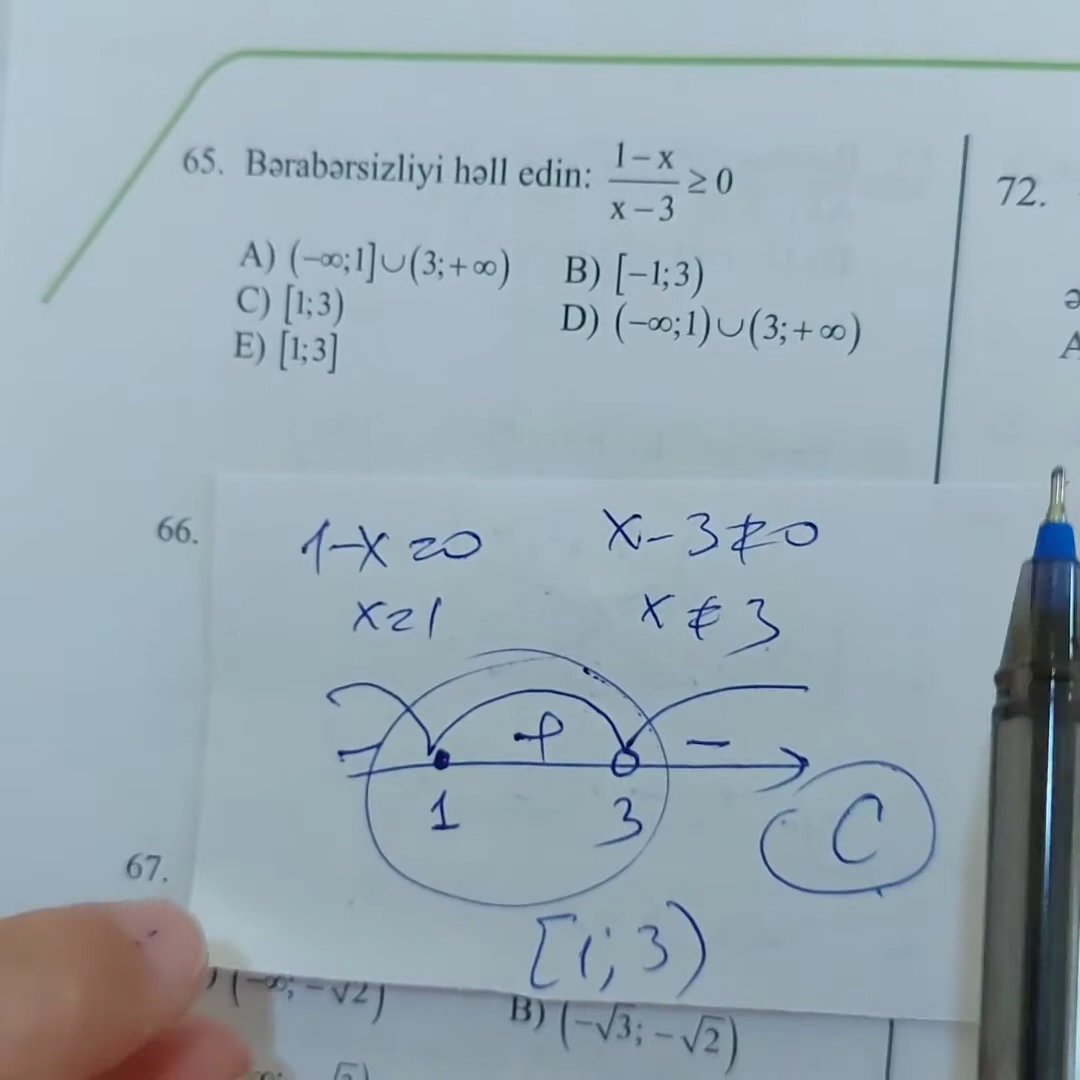 65. Bərabərsizliyi həll edin: (1−x)/(x−3) ≥ 0
A) (−∞;1]∪(3;+∞) B) [−1;3)
C) [1;3) D) (−∞;1)∪(3;+∞)
E) [1;3]
72.
ə
A
66.
1-x=0 x-3≠0
x=1 x≠3
− + −
1 3
C
67.
[1;3)
(−∞;−√2) B) (−√3;−√2)